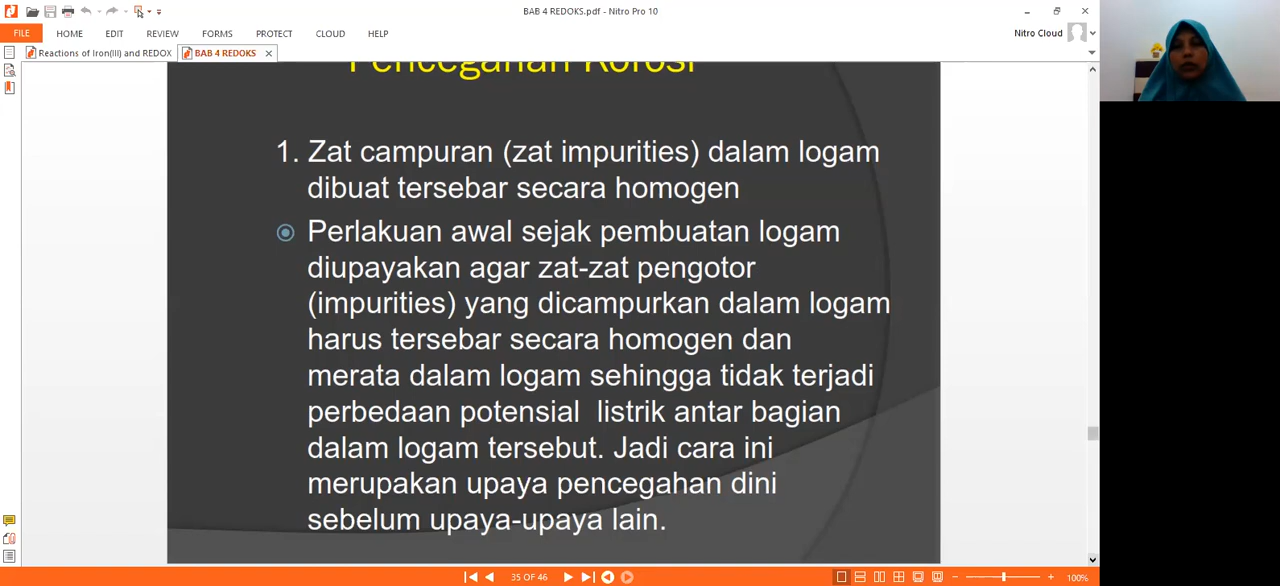 BAB 4 REDOKS.pdf - Nitro Pro 10
FILE HOME EDIT REVIEW FORMS PROTECT CLOUD HELP Nitro Cloud
Reactions of Iron(III) and REDOX BAB 4 REDOKS
Pencegahan Korosi
1. Zat campuran (zat impurities) dalam logam
dibuat tersebar secara homogen
Perlakuan awal sejak pembuatan logam
diupayakan agar zat-zat pengotor
(impurities) yang dicampurkan dalam logam
harus tersebar secara homogen dan
merata dalam logam sehingga tidak terjadi
perbedaan potensial listrik antar bagian
dalam logam tersebut. Jadi cara ini
merupakan upaya pencegahan dini
sebelum upaya-upaya lain.
35 OF 46 100%